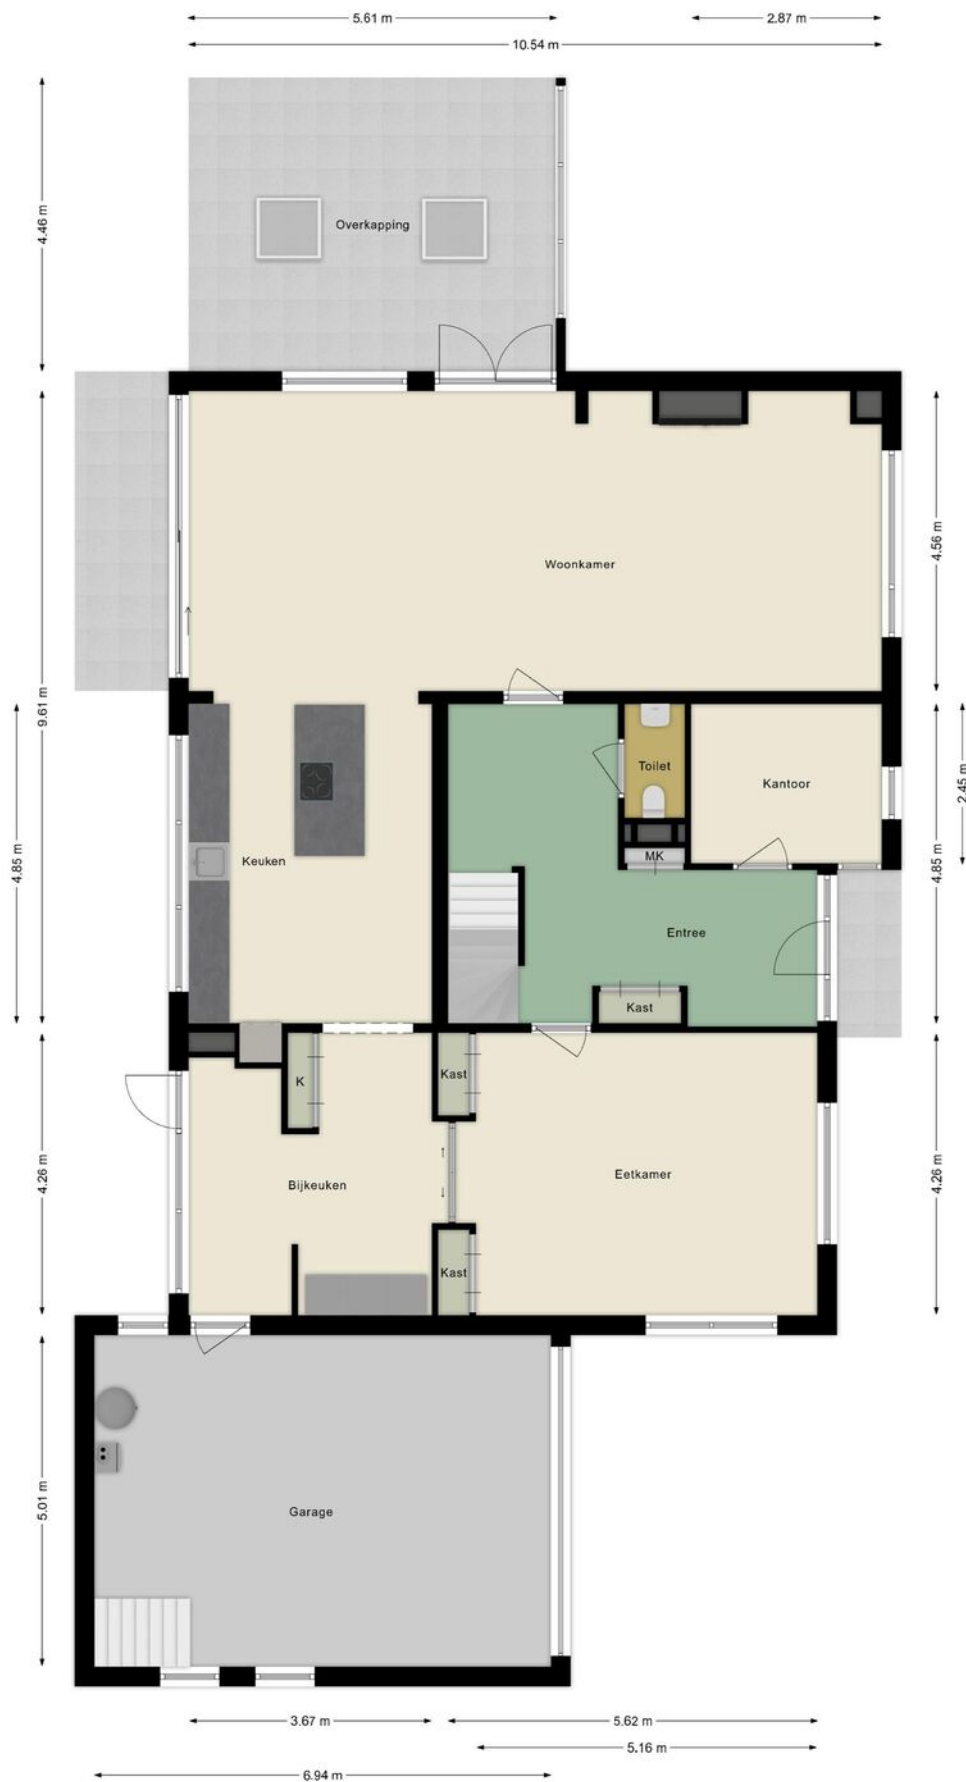 5.61 m
2.87 m
10.54 m
4.46 m
Overkapping
9.61 m
4.56 m
Woonkamer
4.85 m
2.45 m
Toilet
Kantoor
Keuken
MK
4.85 m
Entree
Kast
K
Kast
4.26 m
Bijkeuken
Eetkamer
4.26 m
Kast
5.01 m
Garage
3.67 m
5.62 m
5.16 m
6.94 m